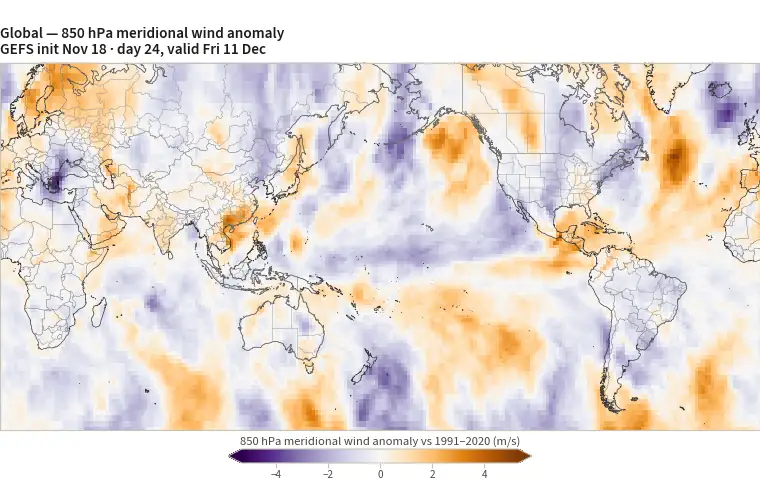 Global — 850 hPa meridional wind anomaly
GEFS init Nov 18 · day 24, valid Fri 11 Dec
850 hPa meridional wind anomaly vs 1991–2020 (m/s)
−4 −2 0 2 4